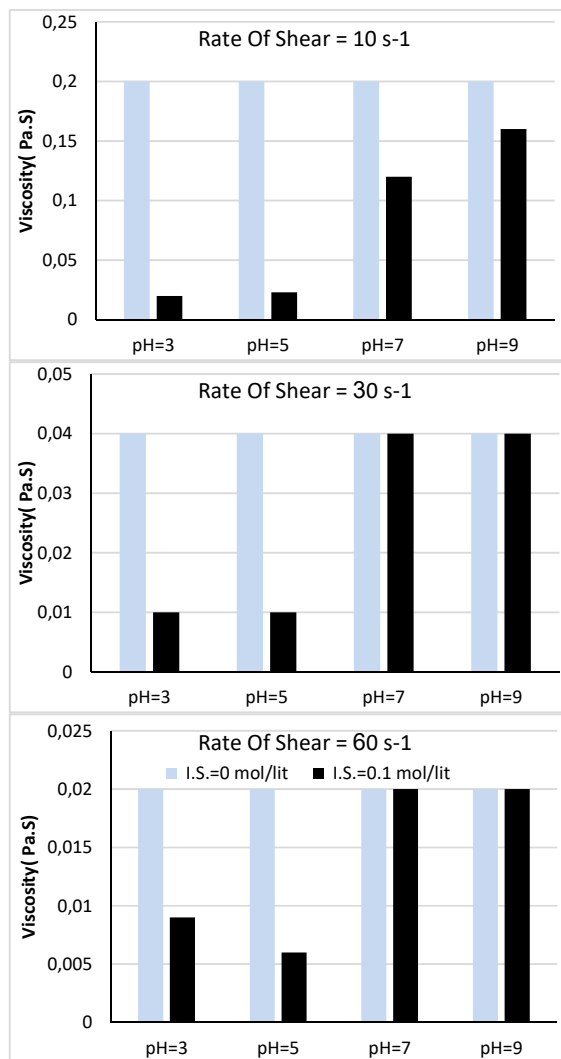 Rate Of Shear = 10 s-1
Viscosity( Pa.S)
0,25
0,2
0,15
0,1
0,05
0
pH=3 pH=5 pH=7 pH=9
Rate Of Shear = 30 s-1
Viscosity( Pa.S)
0,05
0,04
0,03
0,02
0,01
0
pH=3 pH=5 pH=7 pH=9
Rate Of Shear = 60 s-1
I.S.=0 mol/lit I.S.=0.1 mol/lit
Viscosity( Pa.S)
0,025
0,02
0,015
0,01
0,005
0
pH=3 pH=5 pH=7 pH=9